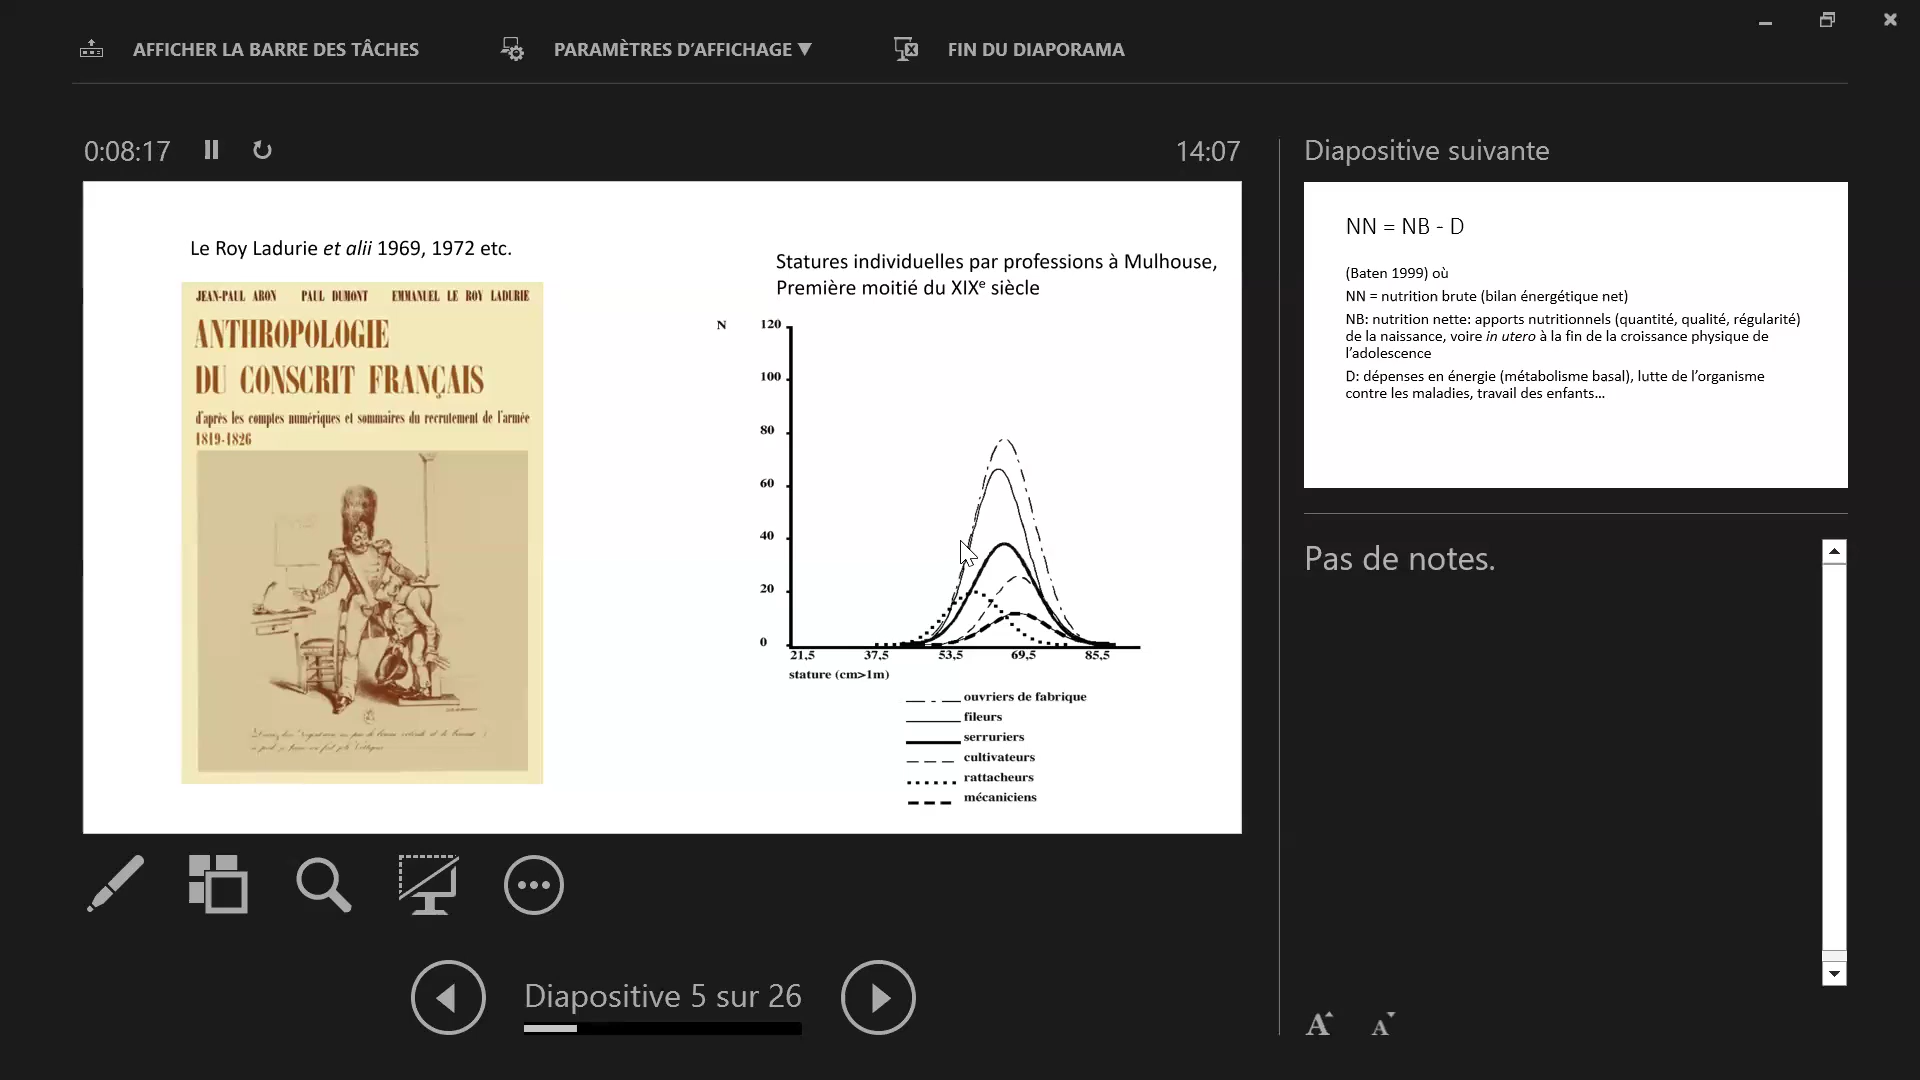 AFFICHER LA BARRE DES TÂCHES
PARAMÈTRES D'AFFICHAGE ▼
FIN DU DIAPORAMA
0:08:17
14:07
Le Roy Ladurie et alii 1969, 1972 etc.
JEAN-PAUL ARON PAUL DUMONT EMMANUEL LE ROY LADURIE
ANTHROPOLOGIE
DU CONSCRIT FRANÇAIS
d'après les comptes numériques et sommaires du recrutement de l'armée
1819-1826
Statures individuelles par professions à Mulhouse,
Première moitié du XIXe siècle
N
120
100
80
60
40
20
0
21,5 37,5 53,5 69,5 85,5
stature (cm>1m)
ouvriers de fabrique
fileurs
serruriers
cultivateurs
rattacheurs
mécaniciens
Diapositive 5 sur 26
Diapositive suivante
NN = NB - D
(Baten 1999) où
NN = nutrition brute (bilan énergétique net)
NB: nutrition nette: apports nutritionnels (quantité, qualité, régularité)
de la naissance, voire in utero à la fin de la croissance physique de
l'adolescence
D: dépenses en énergie (métabolisme basal), lutte de l'organisme
contre les maladies, travail des enfants…
Pas de notes.
A A